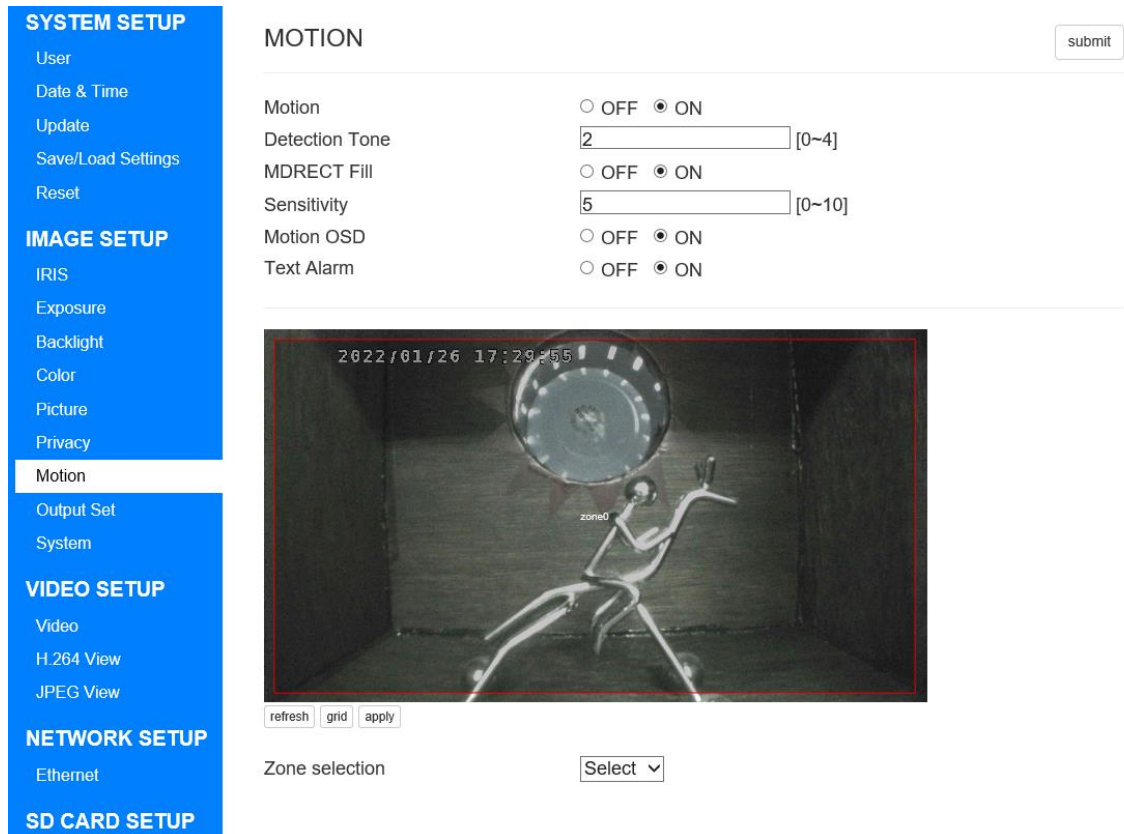 SYSTEM SETUP
User
Date & Time
Update
Save/Load Settings
Reset
IMAGE SETUP
IRIS
Exposure
Backlight
Color
Picture
Privacy
Motion
Output Set
System
VIDEO SETUP
Video
H.264 View
JPEG View
NETWORK SETUP
Ethernet
SD CARD SETUP
MOTION
submit
Motion OFF ON
Detection Tone 2 [0~4]
MDRECT Fill OFF ON
Sensitivity 5 [0~10]
Motion OSD OFF ON
Text Alarm OFF ON
2022/01/26 17:29:55
zone0
refresh grid apply
Zone selection Select